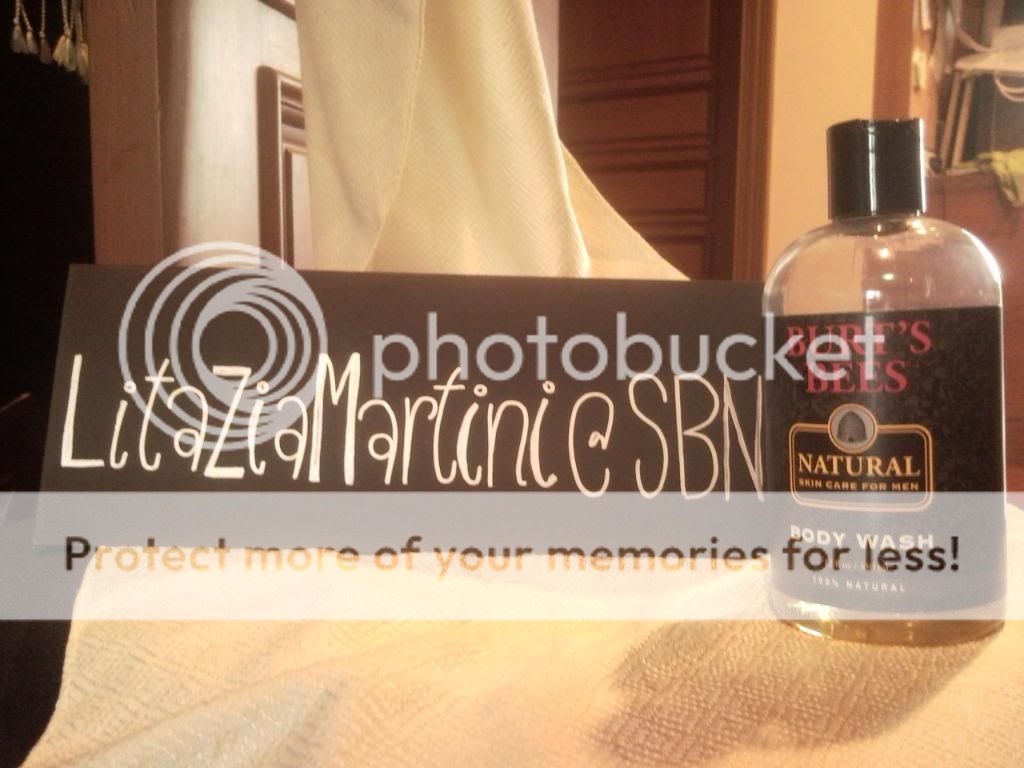 photobucket
LitaZiaMartini@SBN
Protect more of your memories for less!
BURT'S
BEES
NATURAL
SKIN CARE FOR MEN
BODY WASH
100% NATURAL